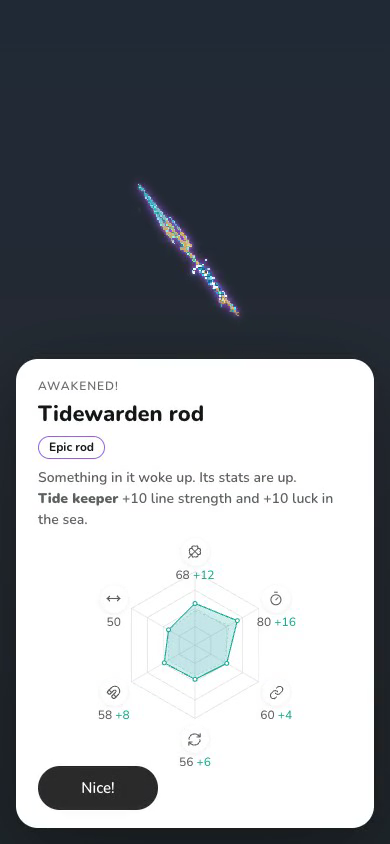 AWAKENED!
Tidewarden rod
Epic rod
Something in it woke up. Its stats are up.
Tide keeper +10 line strength and +10 luck in
the sea.
68 +12
50
80 +16
58 +8
60 +4
56 +6
Nice!